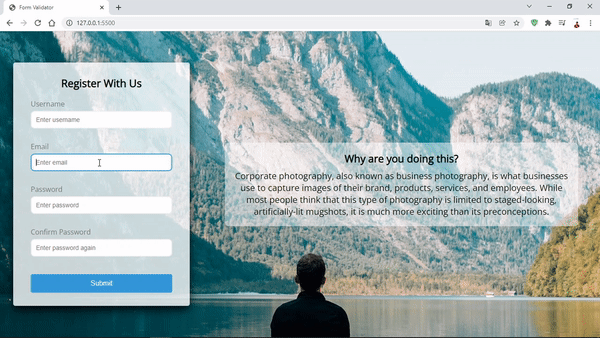 Form Validator
127.0.0.1:5500
Register With Us
Username
Enter username
Email
Enter email
Password
Enter password
Confirm Password
Enter password again
Submit
Why are you doing this?
Corporate photography, also known as business photography, is what businesses
use to capture images of their brand, products, services, and employees. While
most people think that this type of photography is limited to staged-looking,
artificially-lit mugshots, it is much more exciting than its preconceptions.